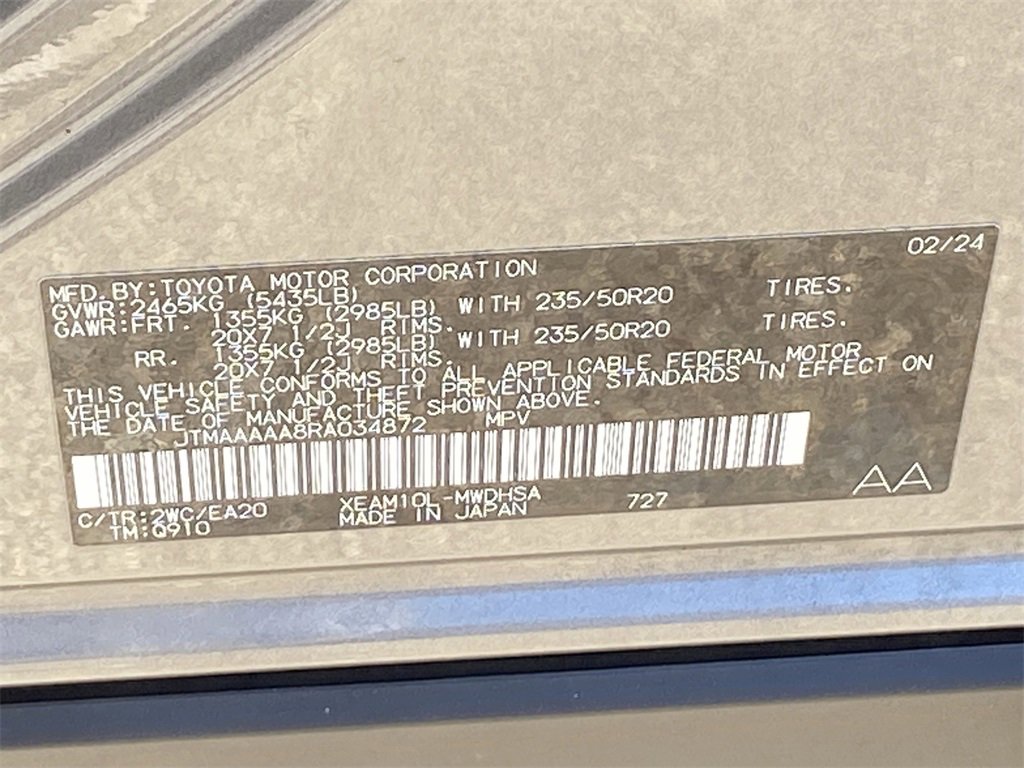 02/24
MFD. BY: TOYOTA MOTOR CORPORATION
GVWR: 2465KG (5435LB)
GAWR: FRT. 1355KG (2985LB) WITH 235/50R20 TIRES.
20X7 1/2J RIMS.
RR. 1355KG (2985LB) WITH 235/50R20 TIRES.
20X7 1/2J RIMS.
THIS VEHICLE CONFORMS TO ALL APPLICABLE FEDERAL MOTOR
VEHICLE SAFETY AND THEFT PREVENTION STANDARDS IN EFFECT ON
THE DATE OF MANUFACTURE SHOWN ABOVE.
JTMAAAAA8RA034872 MPV
C/TR: 2WC/EA20 XEAM10L-MWDHSA 727 AA
TM: Q910 MADE IN JAPAN